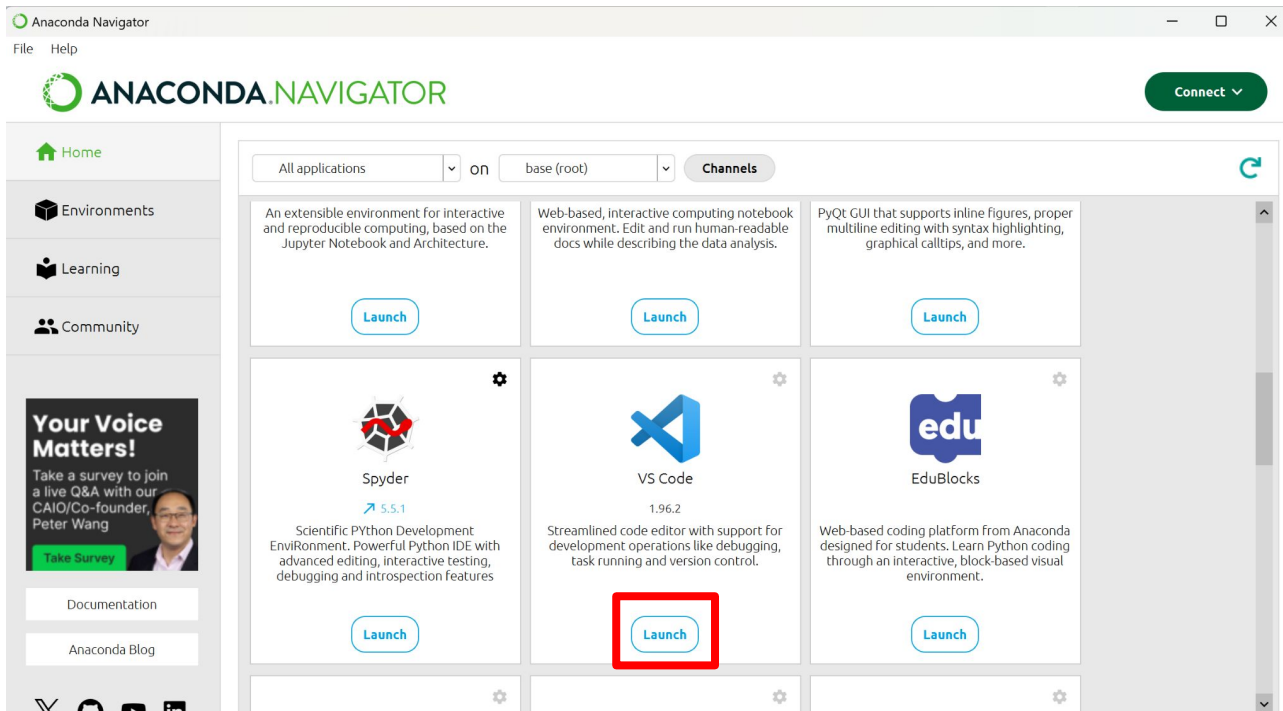 Anaconda Navigator
File Help
ANACONDA.NAVIGATOR
Connect
Home
Environments
Learning
Community
Your Voice
Matters!
Take a survey to join
a live Q&A with our
CAIO/Co-founder,
Peter Wang
Take Survey
Documentation
Anaconda Blog
All applications on base (root) Channels
An extensible environment for interactive
and reproducible computing, based on the
Jupyter Notebook and Architecture.
Launch
Web-based, interactive computing notebook
environment. Edit and run human-readable
docs while describing the data analysis.
Launch
PyQt GUI that supports inline figures, proper
multiline editing with syntax highlighting,
graphical calltips, and more.
Launch
Spyder
5.5.1
Scientific PYthon Development
EnviRonment. Powerful Python IDE with
advanced editing, interactive testing,
debugging and introspection features
Launch
VS Code
1.96.2
Streamlined code editor with support for
development operations like debugging,
task running and version control.
Launch
edu
EduBlocks
Web-based coding platform from Anaconda
designed for students. Learn Python coding
through an interactive, block-based visual
environment.
Launch